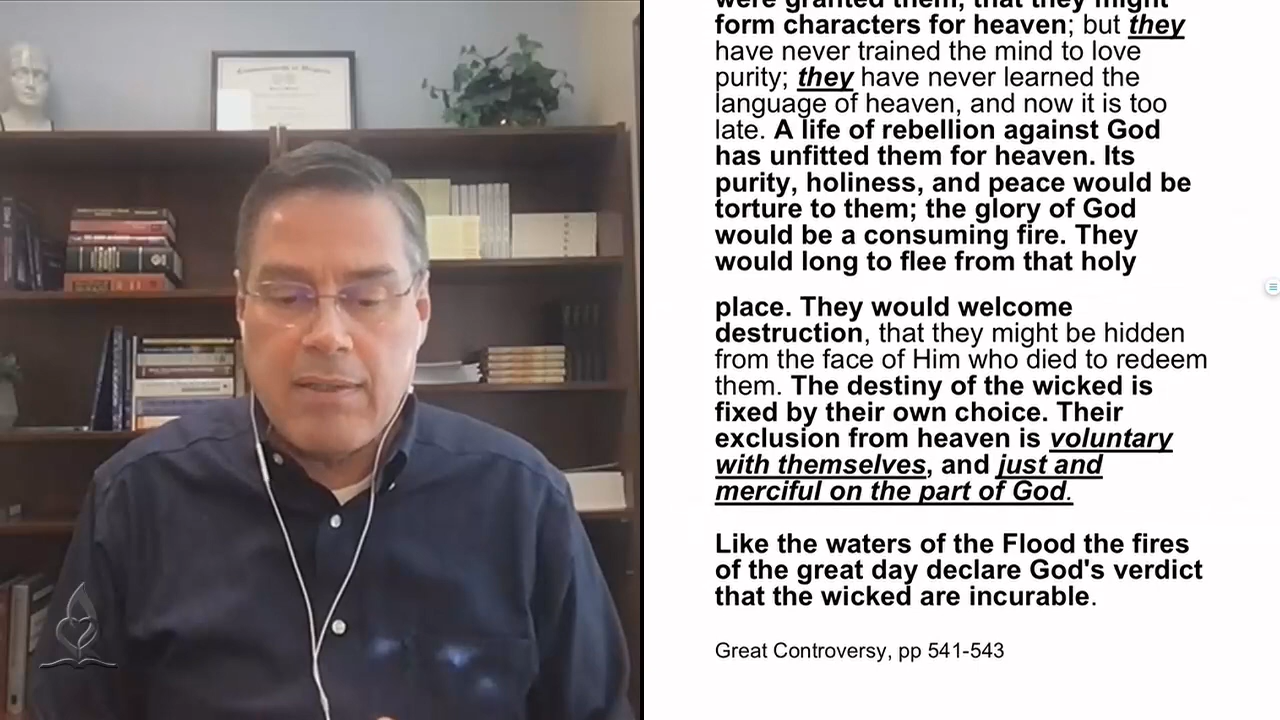 were granted them, that they might
form characters for heaven; but they
have never trained the mind to love
purity; they have never learned the
language of heaven, and now it is too
late. A life of rebellion against God
has unfitted them for heaven. Its
purity, holiness, and peace would be
torture to them; the glory of God
would be a consuming fire. They
would long to flee from that holy
place. They would welcome
destruction, that they might be hidden
from the face of Him who died to redeem
them. The destiny of the wicked is
fixed by their own choice. Their
exclusion from heaven is voluntary
with themselves, and just and
merciful on the part of God.
Like the waters of the Flood the fires
of the great day declare God's verdict
that the wicked are incurable.
Great Controversy, pp 541-543